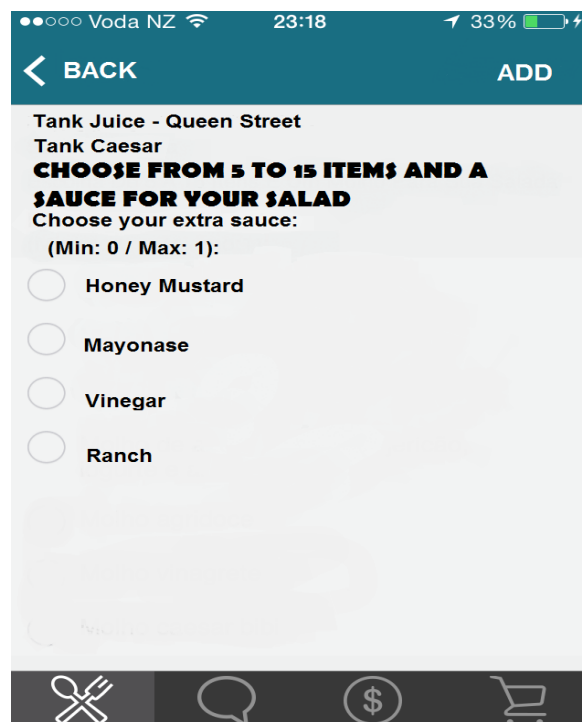 Voda NZ 23:18 33%
BACK ADD
Tank Juice - Queen Street
Tank Caesar
CHOOSE FROM 5 TO 15 ITEMS AND A
SAUCE FOR YOUR SALAD
Choose your extra sauce:
(Min: 0 / Max: 1):
Honey Mustard
Mayonase
Vinegar
Ranch
$